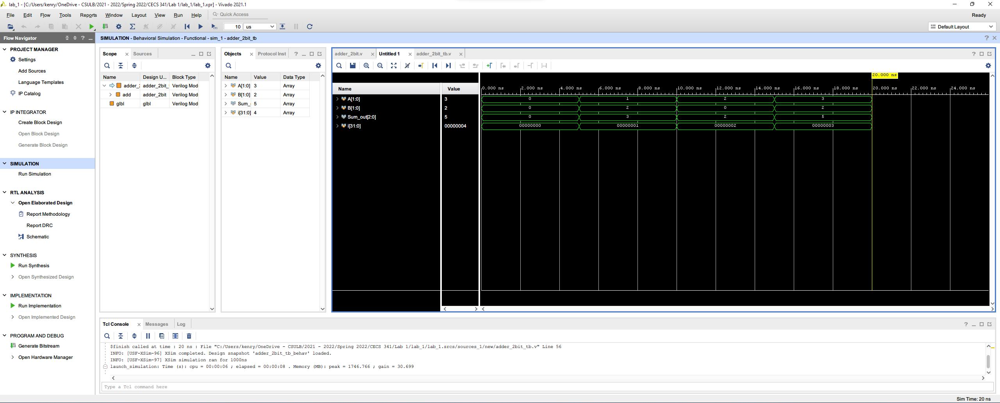 lab_1 - [C:/Users/kenry/OneDrive - CSULB/2021 - 2022/Spring 2022/CECS 341/Lab 1/lab_1/lab_1.xpr] - Vivado 2021.1
File Edit Flow Tools Reports Window Layout View Run Help Quick Access
Ready
10 us
Default Layout
Flow Navigator
SIMULATION - Behavioral Simulation - Functional - sim_1 - adder_2bit_tb
PROJECT MANAGER
Settings
Add Sources
Language Templates
IP Catalog
IP INTEGRATOR
Create Block Design
Open Block Design
Generate Block Design
SIMULATION
Run Simulation
RTL ANALYSIS
Open Elaborated Design
Report Methodology
Report DRC
Schematic
SYNTHESIS
Run Synthesis
Open Synthesized Design
IMPLEMENTATION
Run Implementation
Open Implemented Design
PROGRAM AND DEBUG
Generate Bitstream
Open Hardware Manager
Scope Sources
Name Design U... Block Type
adder_2 adder_2bit_ Verilog Mod
add adder_2bit Verilog Mod
glbl glbl Verilog Mod
Objects Protocol Inst
Name Value Data Type
A[1:0] 3 Array
B[1:0] 2 Array
Sum_ 5 Array
i[31:0] 4 Array
adder_2bit.v Untitled 1 adder_2bit_tb.v
20.000 ns
Name Value
0.000 ns 2.000 ns 4.000 ns 6.000 ns 8.000 ns 10.000 ns 12.000 ns 14.000 ns 16.000 ns 18.000 ns 20.000 ns 22.000 ns 24.000 ns
A[1:0] 3 0 1 2 3
B[1:0] 2 0 2 0 2
Sum_out[2:0] 5 0 3 2 5
i[31:0] 00000004 00000000 00000001 00000002 00000003
Tcl Console Messages Log
$finish called at time : 20 ns : File "C:/Users/kenry/OneDrive - CSULB/2021 - 2022/Spring 2022/CECS 341/Lab 1/lab_1/lab_1.srcs/sources_1/new/adder_2bit_tb.v" Line 56
INFO: [USF-XSim-96] XSim completed. Design snapshot 'adder_2bit_tb_behav' loaded.
INFO: [USF-XSim-97] XSim simulation ran for 1000ns
launch_simulation: Time (s): cpu = 00:00:06 ; elapsed = 00:00:08 . Memory (MB): peak = 1746.766 ; gain = 30.699
Type a Tcl command here
Sim Time: 20 ns